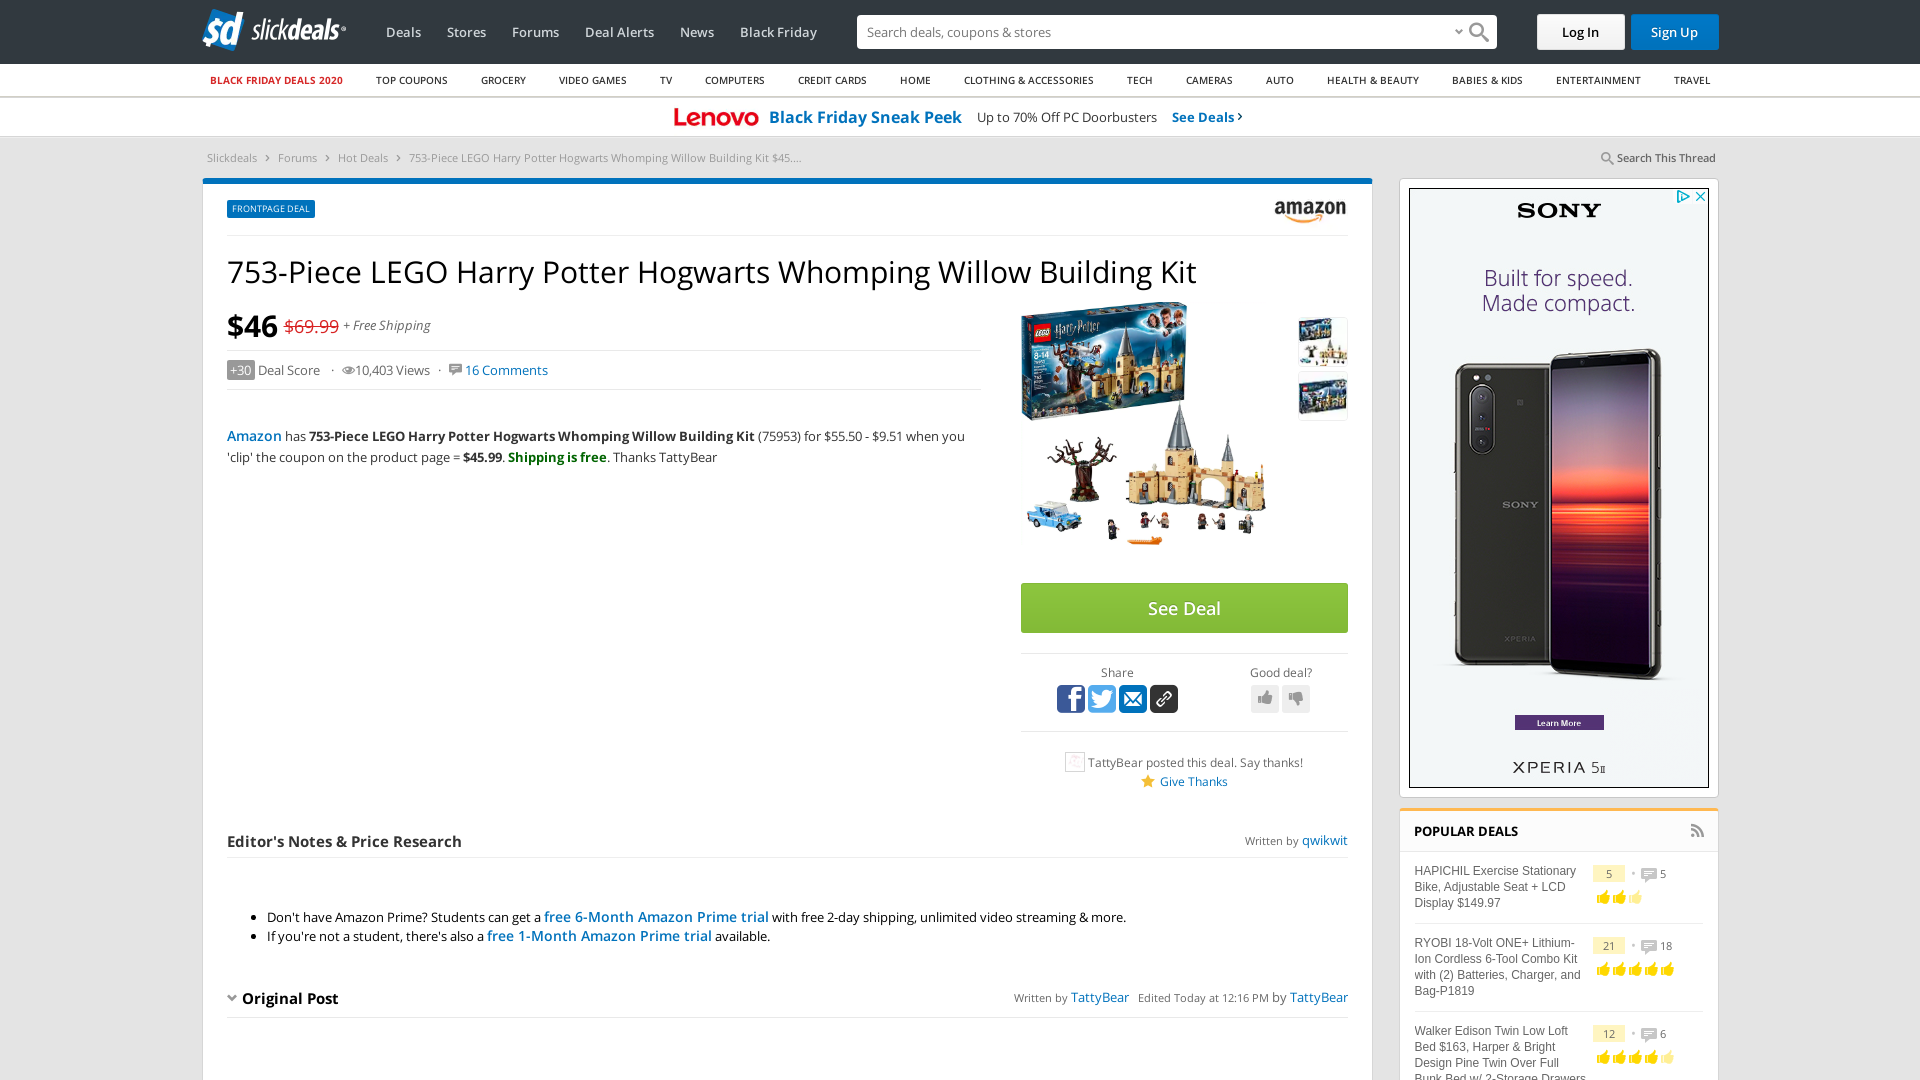 slickdeals
Deals
Stores
Forums
Deal Alerts
News
Black Friday
Search deals, coupons & stores
Log In
Sign Up
BLACK FRIDAY DEALS 2020
TOP COUPONS
GROCERY
VIDEO GAMES
TV
COMPUTERS
CREDIT CARDS
HOME
CLOTHING & ACCESSORIES
TECH
CAMERAS
AUTO
HEALTH & BEAUTY
BABIES & KIDS
ENTERTAINMENT
TRAVEL
Lenovo Black Friday Sneak Peek Up to 70% Off PC Doorbusters See Deals
Slickdeals > Forums > Hot Deals > 753-Piece LEGO Harry Potter Hogwarts Whomping Willow Building Kit $45....
Search This Thread
FRONTPAGE DEAL
amazon
753-Piece LEGO Harry Potter Hogwarts Whomping Willow Building Kit
$46 $69.99 + Free Shipping
+30 Deal Score · 10,403 Views · 16 Comments
Amazon has 753-Piece LEGO Harry Potter Hogwarts Whomping Willow Building Kit (75953) for $55.50 - $9.51 when you
'clip' the coupon on the product page = $45.99. Shipping is free. Thanks TattyBear
LEGO
Harry Potter
8-14
See Deal
Share
Good deal?
TattyBear posted this deal. Say thanks!
Give Thanks
Editor's Notes & Price Research
Written by qwikwit
Don't have Amazon Prime? Students can get a free 6-Month Amazon Prime trial with free 2-day shipping, unlimited video streaming & more.
If you're not a student, there's also a free 1-Month Amazon Prime trial available.
Original Post
Written by TattyBear Edited Today at 12:16 PM by TattyBear
SONY
Built for speed.
Made compact.
SONY
XPERIA
Learn More
XPERIA 5 II
POPULAR DEALS
HAPICHIL Exercise Stationary
Bike, Adjustable Seat + LCD
Display $149.97
5 • 5
RYOBI 18-Volt ONE+ Lithium-
Ion Cordless 6-Tool Combo Kit
with (2) Batteries, Charger, and
Bag-P1819
21 • 18
Walker Edison Twin Low Loft
Bed $163, Harper & Bright
Design Pine Twin Over Full
Bunk Bed w/ 2-Storage Drawers
12 • 6